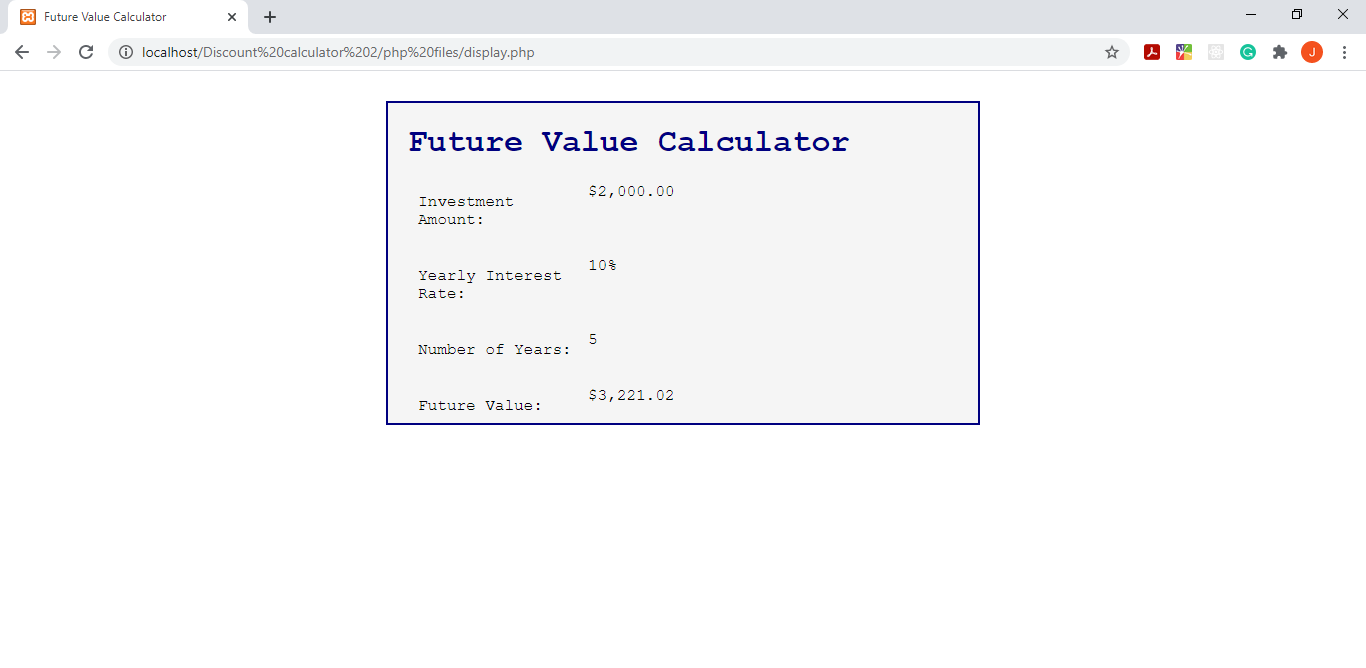 Future Value Calculator
localhost/Discount%20calculator%202/php%20files/display.php
J
Future Value Calculator
Investment Amount: $2,000.00
Yearly Interest Rate: 10%
Number of Years: 5
Future Value: $3,221.02